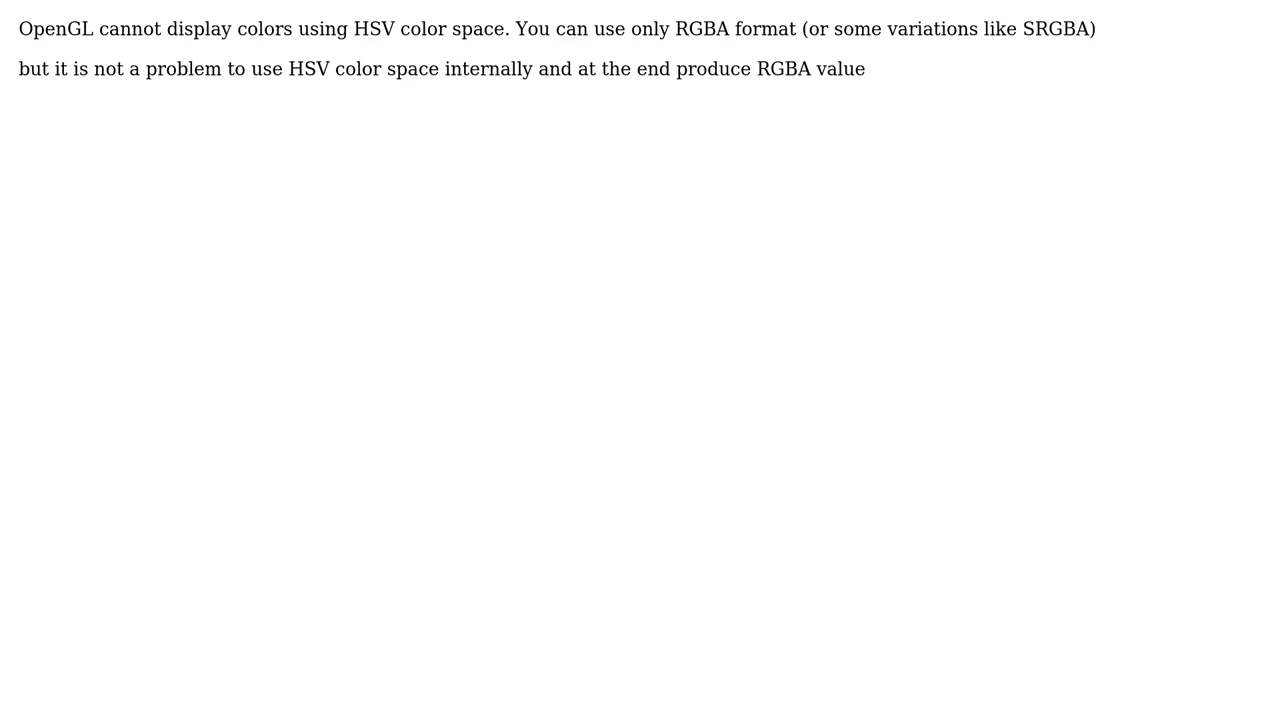 OpenGL cannot display colors using HSV color space. You can use only RGBA format (or some variations like SRGBA)
but it is not a problem to use HSV color space internally and at the end produce RGBA value